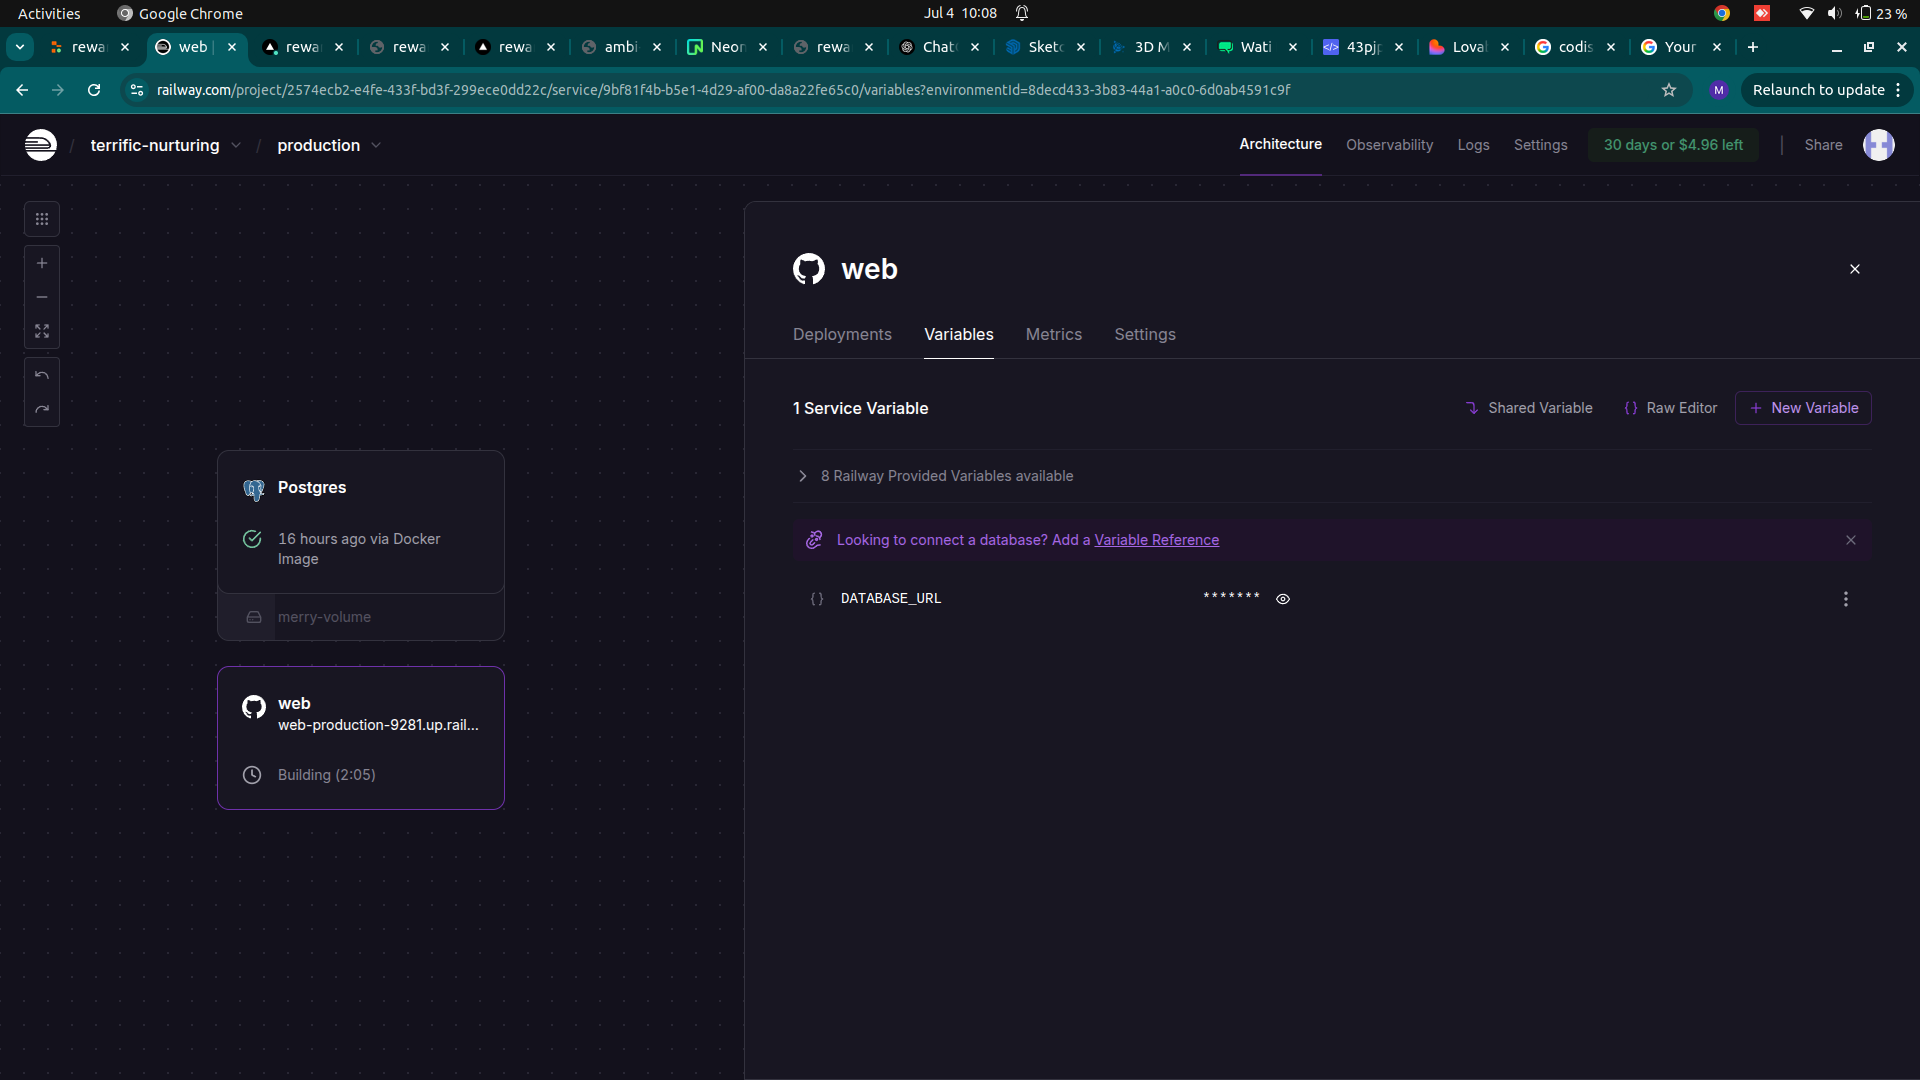 Activities
Google Chrome
Jul 4 10:08
23 %
rewa
web
rewa
rewa
rewa
ambi
Neon
rewa
Chat
Sketc
3D M
Wati
43pjp
Lova
codis
Your
railway.com/project/2574ecb2-e4fe-433f-bd3f-299ece0dd22c/service/9bf81f4b-b5e1-4d29-af00-da8a22fe65c0/variables?environmentId=8decd433-3b83-44a1-a0c0-6d0ab4591c9f
M
Relaunch to update
/ terrific-nurturing / production
Architecture
Observability
Logs
Settings
30 days or $4.96 left
Share
web
Deployments
Variables
Metrics
Settings
1 Service Variable
Shared Variable
{} Raw Editor
+ New Variable
8 Railway Provided Variables available
Looking to connect a database? Add a Variable Reference
{} DATABASE_URL
*******
Postgres
16 hours ago via Docker
Image
merry-volume
web
web-production-9281.up.rail...
Building (2:05)